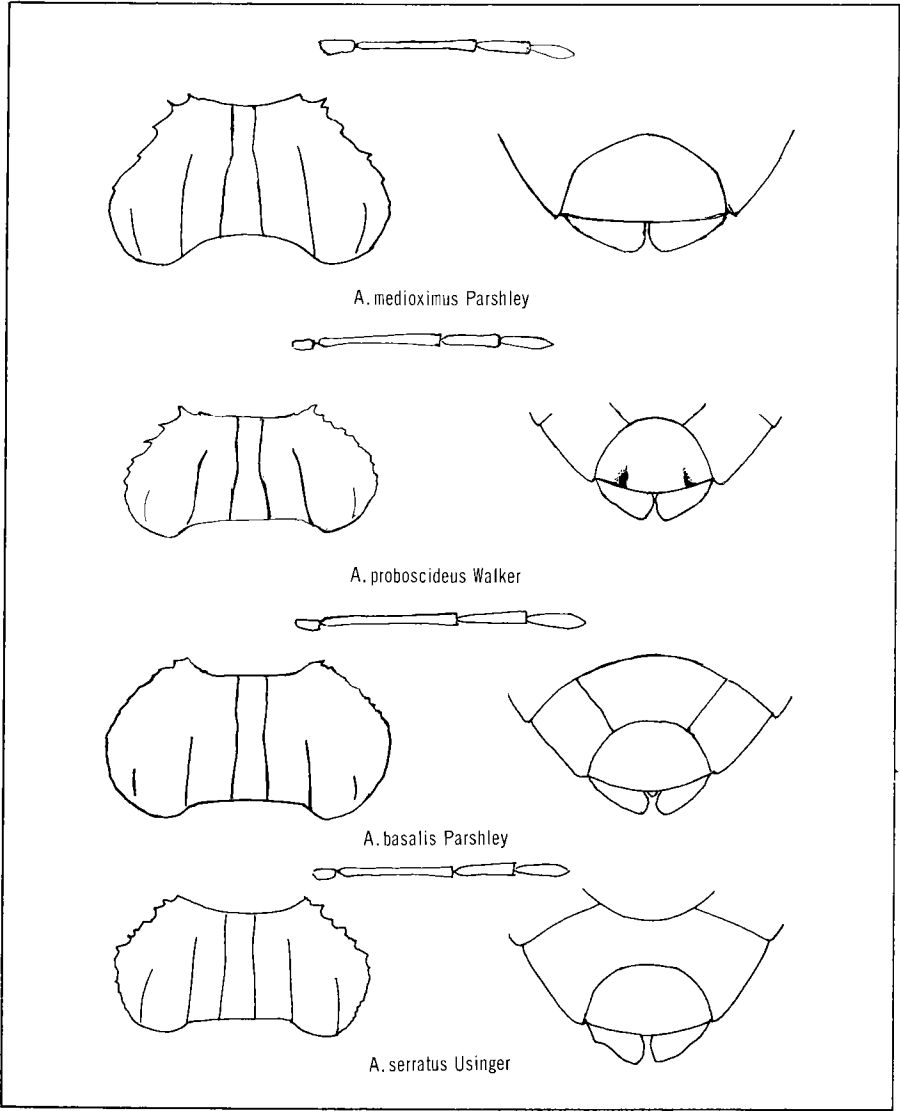 A. medioximus Parshley
A. proboscideus Walker
A. basalis Parshley
A. serratus Usinger